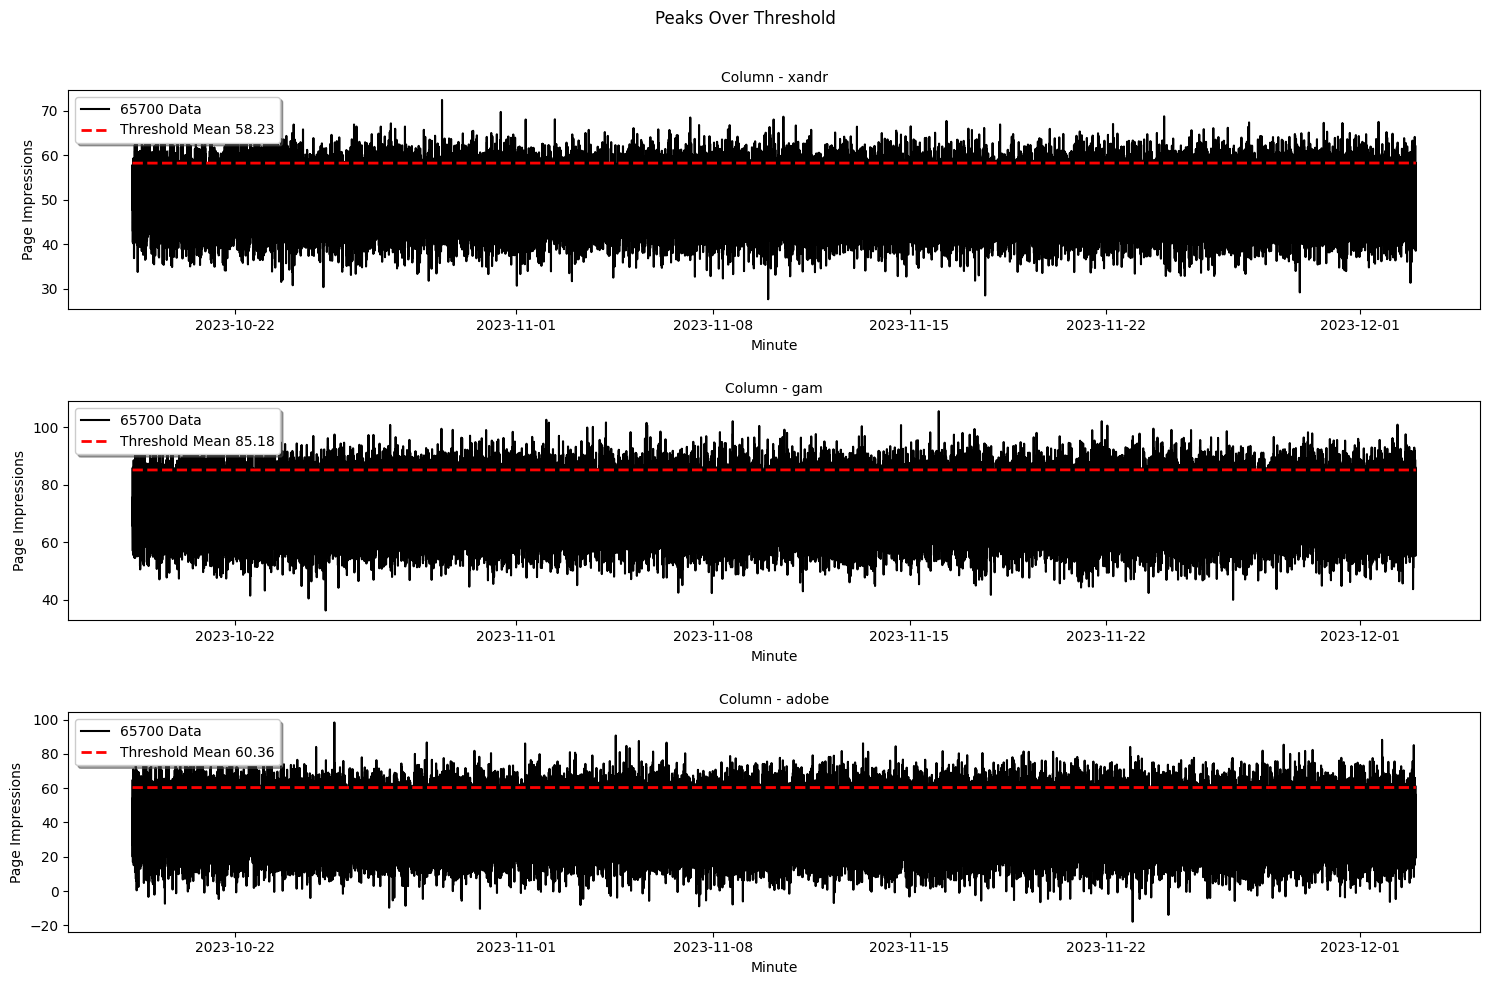 Peaks Over Threshold
Column - xandr
65700 Data
Threshold Mean 58.23
Page Impressions
70
60
50
40
30
2023-10-22 2023-11-01 2023-11-08 2023-11-15 2023-11-22 2023-12-01
Minute
Column - gam
65700 Data
Threshold Mean 85.18
Page Impressions
100
80
60
40
2023-10-22 2023-11-01 2023-11-08 2023-11-15 2023-11-22 2023-12-01
Minute
Column - adobe
65700 Data
Threshold Mean 60.36
Page Impressions
100
80
60
40
20
0
−20
2023-10-22 2023-11-01 2023-11-08 2023-11-15 2023-11-22 2023-12-01
Minute